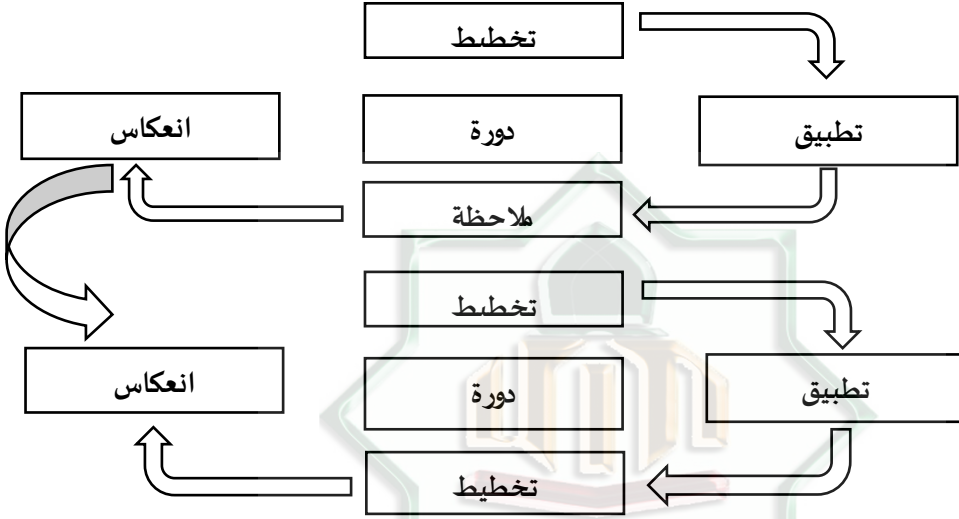 تخطيط
تطبيق
دورة
انعكاس
ملاحظة
تخطيط
تطبيق
دورة
انعكاس
تخطيط